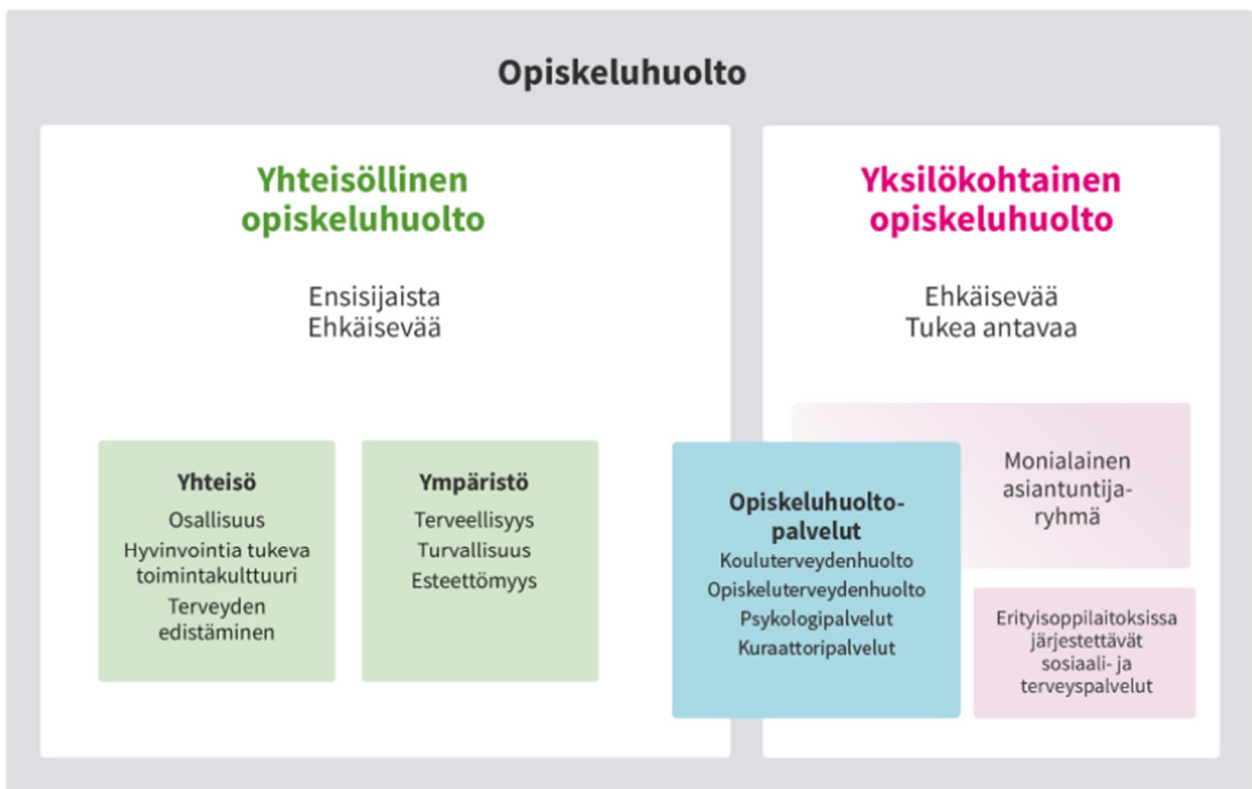 Opiskeluhuolto
Yhteisöllinen
opiskeluhuolto
Ensisijaista
Ehkäisevää
Yhteisö
Osallisuus
Hyvinvointia tukeva
toimintakulttuuri
Terveyden
edistäminen
Ympäristö
Terveellisyys
Turvallisuus
Esteettömyys
Opiskeluhuolto-
palvelut
Kouluterveydenhuolto
Opiskeluterveydenhuolto
Psykologipalvelut
Kuraattoripalvelut
Yksilökohtainen
opiskeluhuolto
Ehkäisevää
Tukea antavaa
Monialainen
asiantuntija-
ryhmä
Erityisoppilaitoksissa
järjestettävät
sosiaali- ja
terveyspalvelut